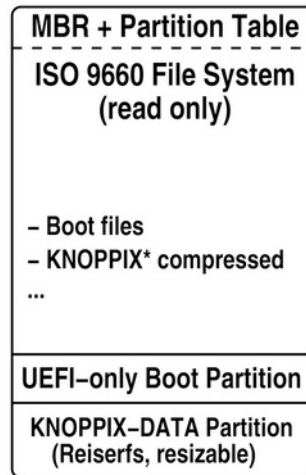 MBR + Partition Table
ISO 9660 File System
(read only)
– Boot files
– KNOPPIX* compressed
...
UEFI–only Boot Partition
KNOPPIX–DATA Partition
(Reiserfs, resizable)